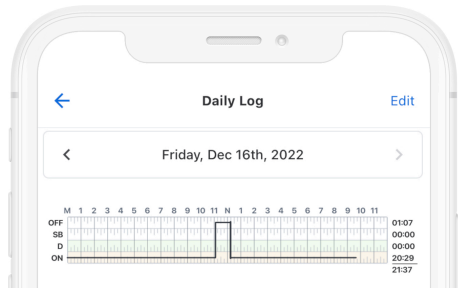 Daily Log
Edit
Friday, Dec 16th, 2022
M 1 2 3 4 5 6 7 8 9 10 11 N 1 2 3 4 5 6 7 8 9 10 11
OFF 01:07
SB 00:00
D 00:00
ON 20:29
21:37